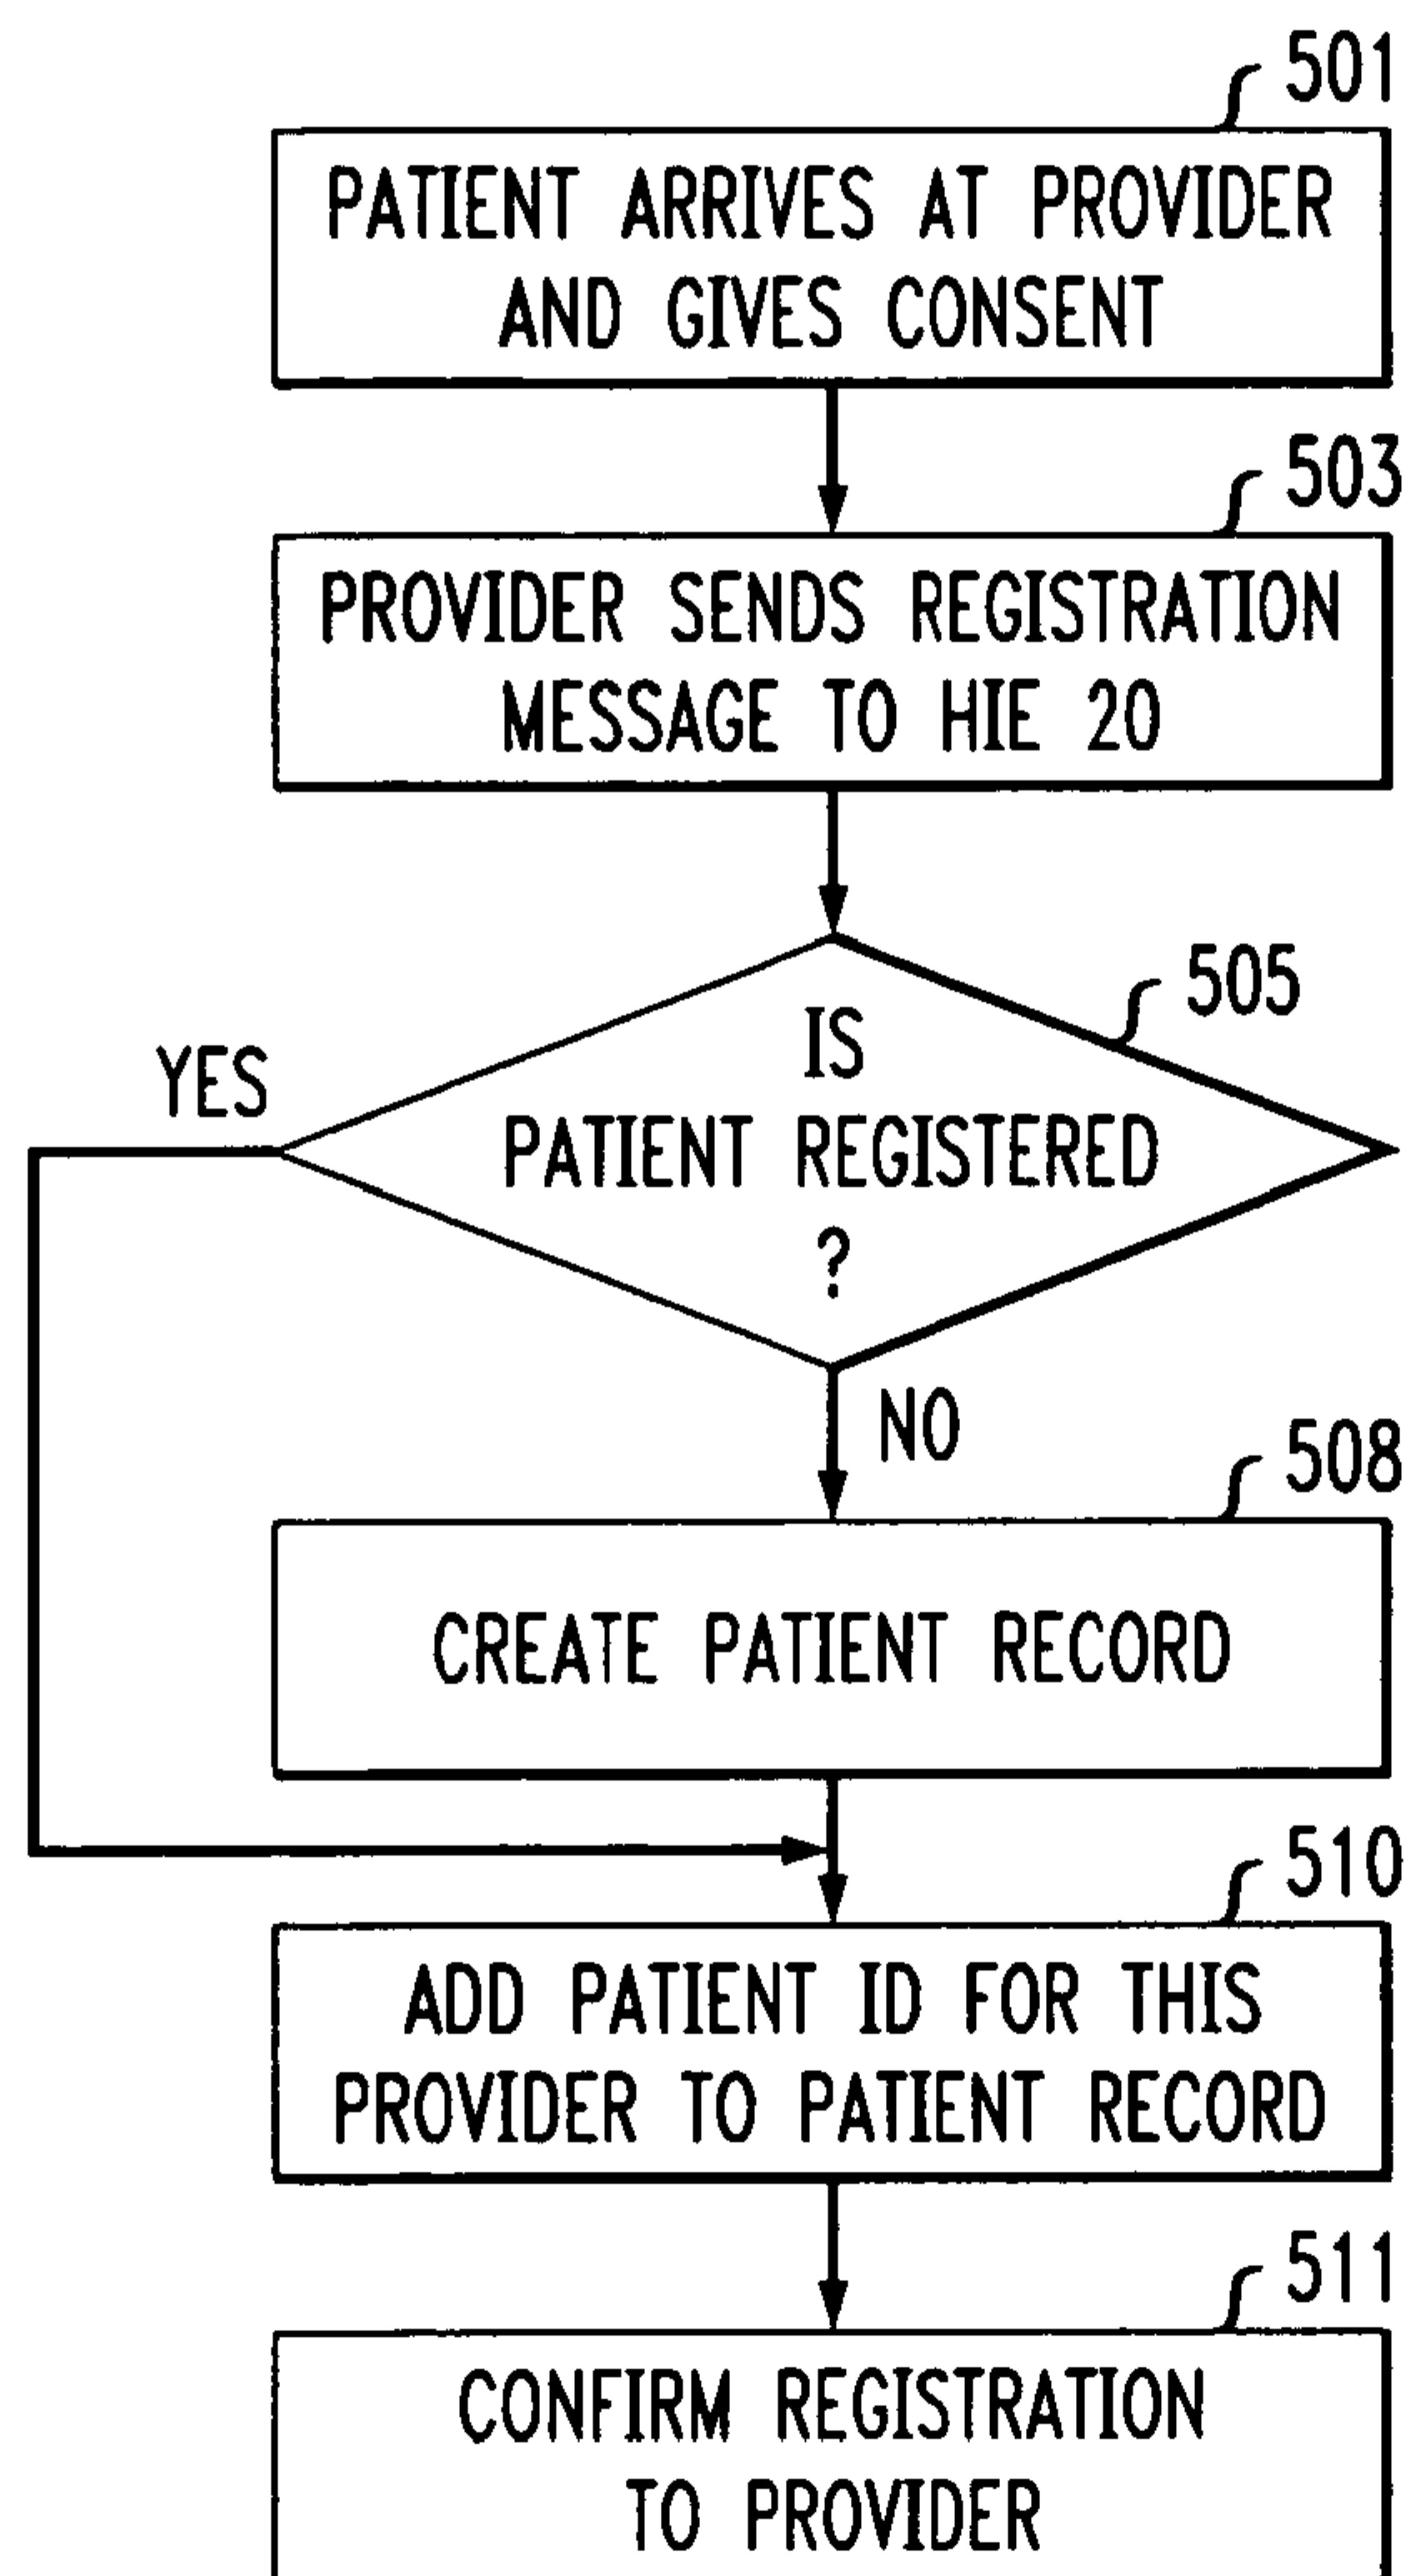 501
PATIENT ARRIVES AT PROVIDER
AND GIVES CONSENT
503
PROVIDER SENDS REGISTRATION
MESSAGE TO HIE 20
505
IS
YES
PATIENT REGISTERED
?
NO
508
CREATE PATIENT RECORD
510
ADD PATIENT ID FOR THIS
PROVIDER TO PATIENT RECORD
511
CONFIRM REGISTRATION
TO PROVIDER